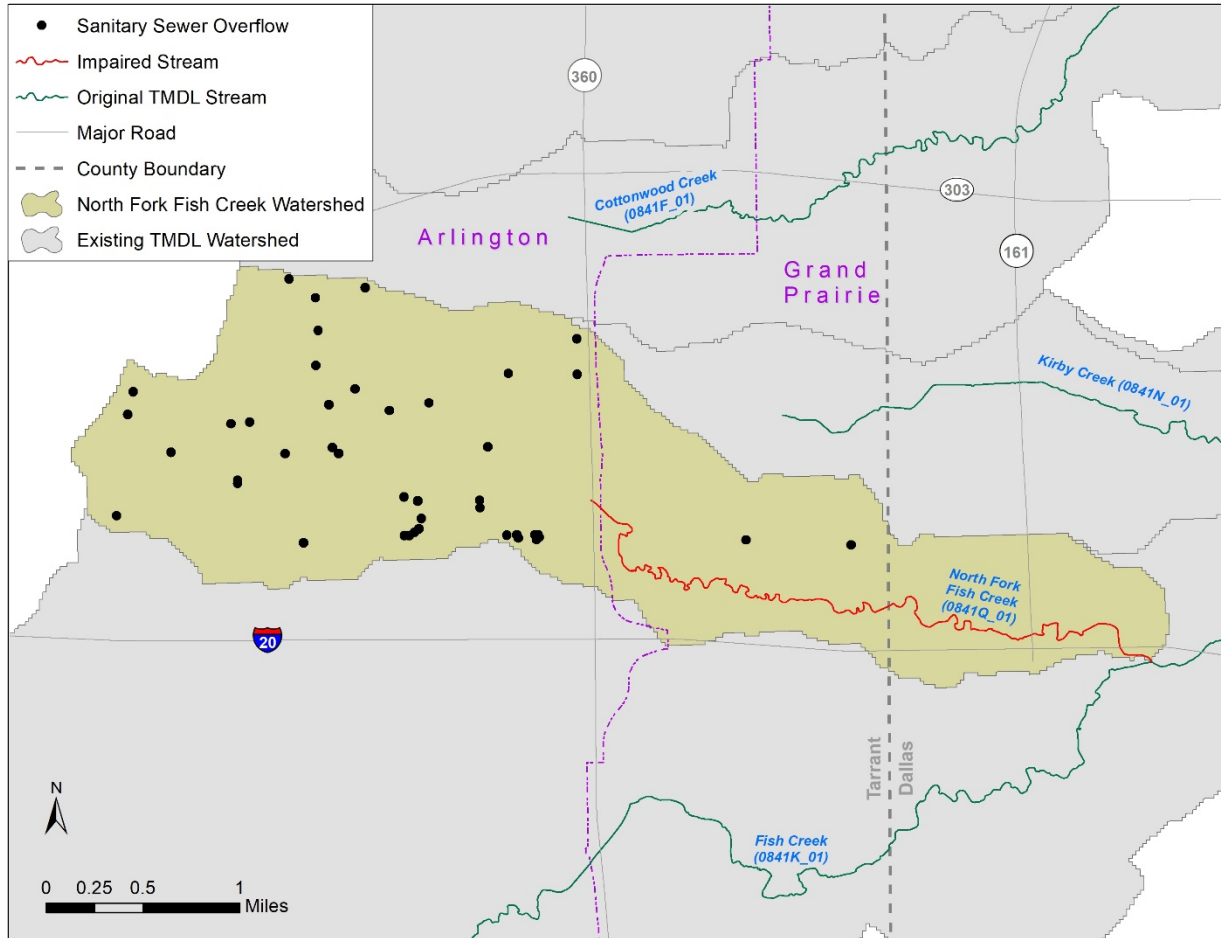 Sanitary Sewer Overflow
Impaired Stream
Original TMDL Stream
Major Road
County Boundary
North Fork Fish Creek Watershed
Existing TMDL Watershed
360
Cottonwood Creek
(0841F_01)
303
Arlington
Grand
Prairie
161
Kirby Creek (0841N_01)
North Fork
Fish Creek
(0841Q_01)
20
Tarrant
Dallas
N
Fish Creek
(0841K_01)
0 0.25 0.5 1
Miles